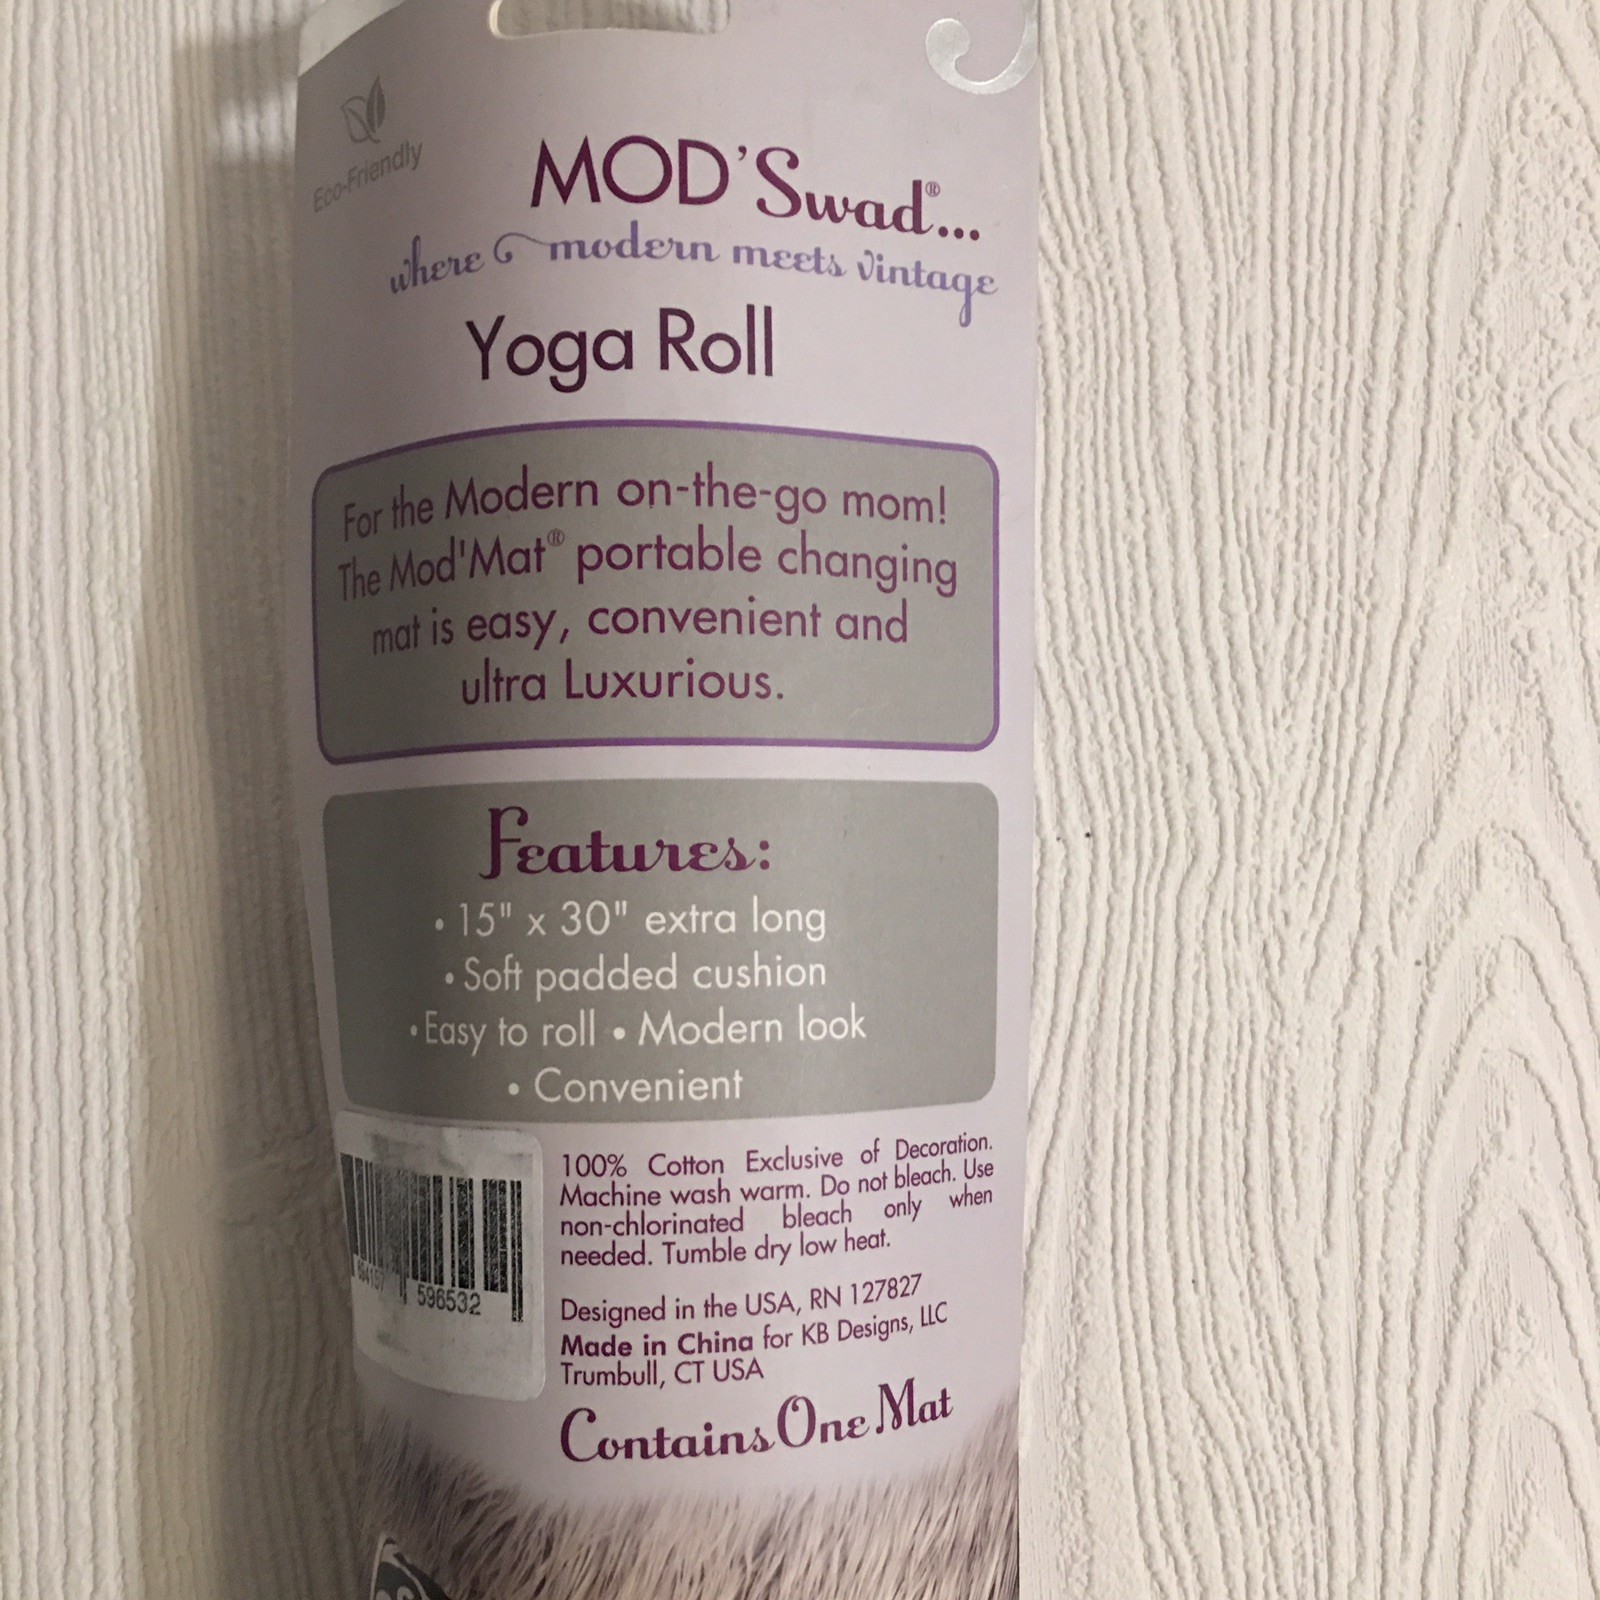 Eco-Friendly
MOD'Swad®...
where modern meets vintage
Yoga Roll
For the Modern on-the-go mom!
The Mod'Mat® portable changing
mat is easy, convenient and
ultra Luxurious.
Features:
• 15" x 30" extra long
• Soft padded cushion
• Easy to roll • Modern look
• Convenient
100% Cotton Exclusive of Decoration.
Machine wash warm. Do not bleach. Use
non-chlorinated bleach only when
needed. Tumble dry low heat.
596532
Designed in the USA, RN 127827
Made in China for KB Designs, LLC
Trumbull, CT USA
Contains One Mat